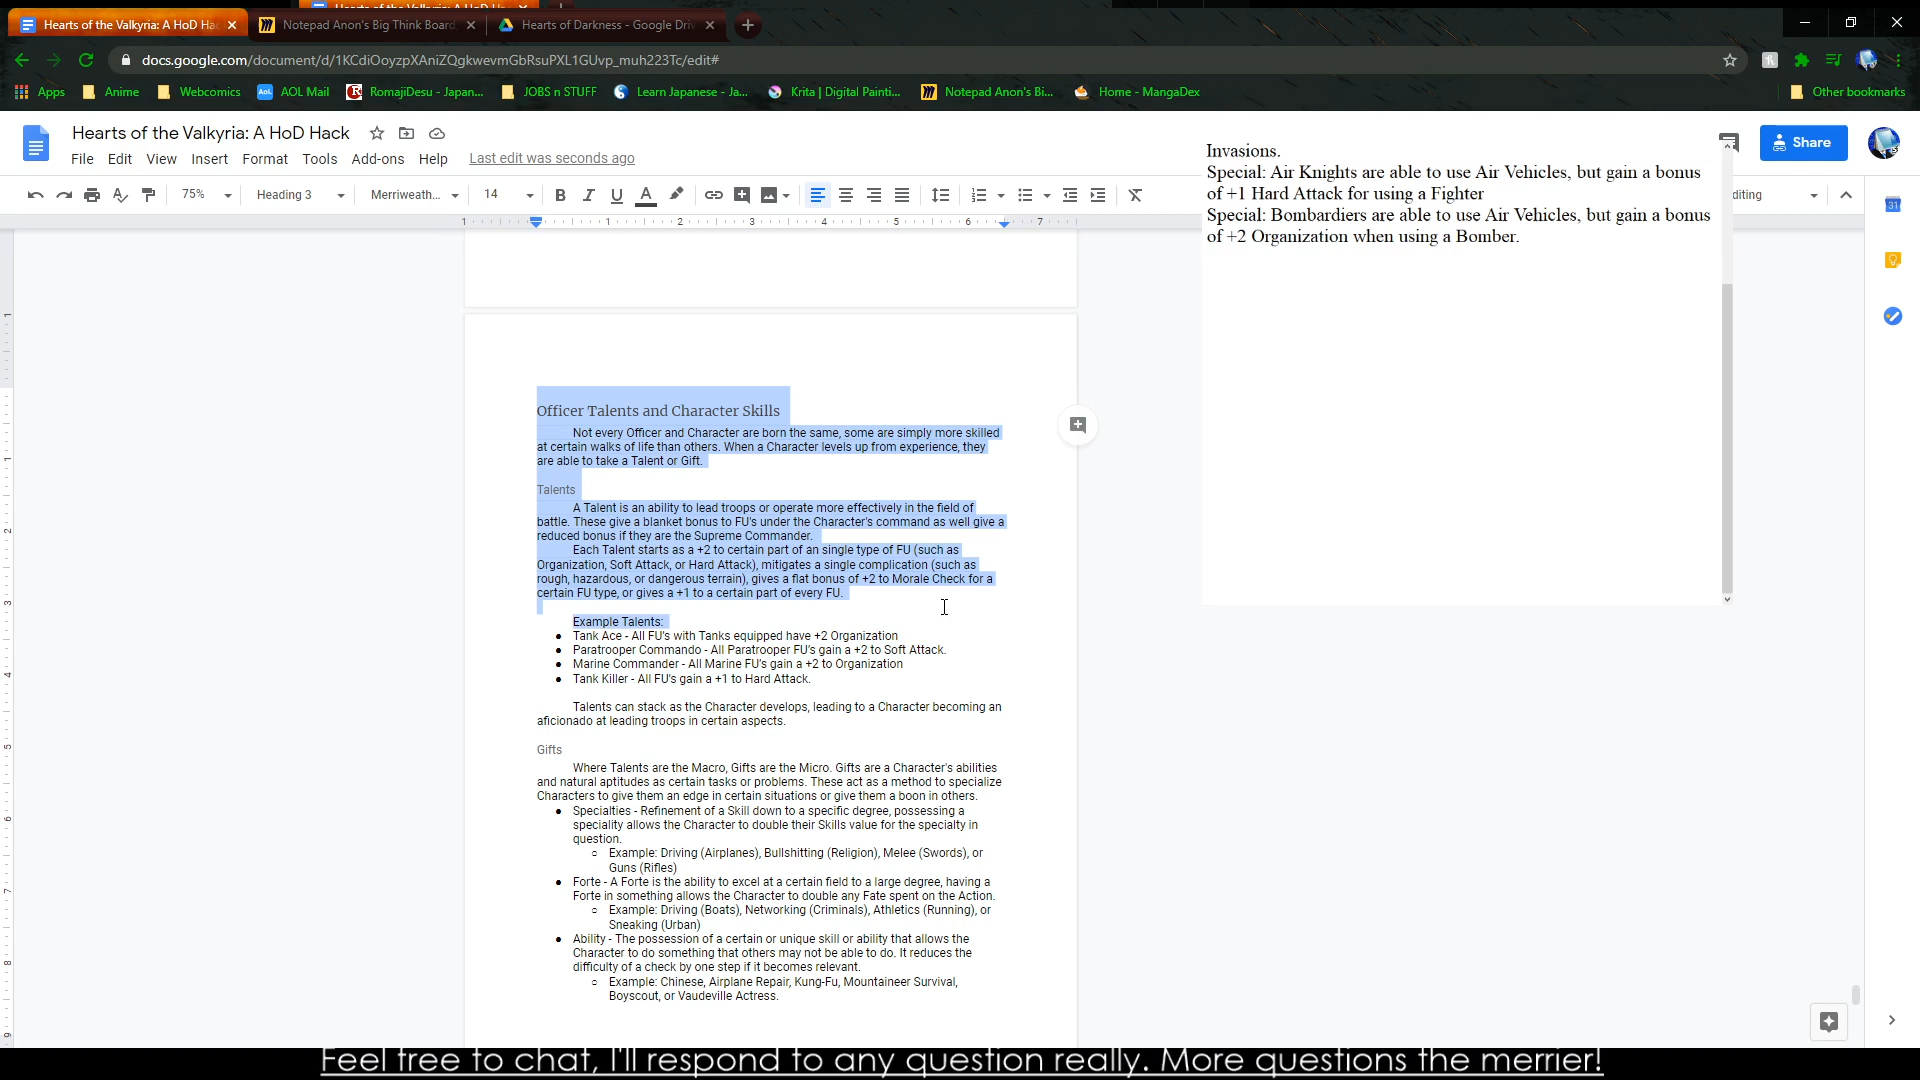 Hearts of the Valkyria: A HoD Hac
Notepad Anon's Big Think Board
Hearts of Darkness - Google Driv
docs.google.com/document/d/1KCdiOoyzpXAniZQgkwevmGbRsuPXL1GUvp_muh223Tc/edit#
Apps
Anime
Webcomics
AOL Mail
RomajiDesu - Japan...
JOBS n STUFF
Learn Japanese - Ja...
Krita | Digital Painti...
Notepad Anon's Bi...
Home - MangaDex
Other bookmarks
Hearts of the Valkyria: A HoD Hack
File Edit View Insert Format Tools Add-ons Help Last edit was seconds ago
Share
75% Heading 3 Merriweath... 14
diting
Invasions.
Special: Air Knights are able to use Air Vehicles, but gain a bonus
of +1 Hard Attack for using a Fighter
Special: Bombardiers are able to use Air Vehicles, but gain a bonus
of +2 Organization when using a Bomber.
Officer Talents and Character Skills
Not every Officer and Character are born the same, some are simply more skilled
at certain walks of life than others. When a Character levels up from experience, they
are able to take a Talent or Gift.
Talents
A Talent is an ability to lead troops or operate more effectively in the field of
battle. These give a blanket bonus to FU's under the Character's command as well give a
reduced bonus if they are the Supreme Commander.
Each Talent starts as a +2 to certain part of an single type of FU (such as
Organization, Soft Attack, or Hard Attack), mitigates a single complication (such as
rough, hazardous, or dangerous terrain), gives a flat bonus of +2 to Morale Check for a
certain FU type, or gives a +1 to a certain part of every FU.
Example Talents:
● Tank Ace - All FU's with Tanks equipped have +2 Organization
● Paratrooper Commando - All Paratrooper FU's gain a +2 to Soft Attack.
● Marine Commander - All Marine FU's gain a +2 to Organization
● Tank Killer - All FU's gain a +1 to Hard Attack.
Talents can stack as the Character develops, leading to a Character becoming an
aficionado at leading troops in certain aspects.
Gifts
Where Talents are the Macro, Gifts are the Micro. Gifts are a Character's abilities
and natural aptitudes as certain tasks or problems. These act as a method to specialize
Characters to give them an edge in certain situations or give them a boon in others.
● Specialties - Refinement of a Skill down to a specific degree, possessing a
speciality allows the Character to double their Skills value for the specialty in
question.
○ Example: Driving (Airplanes), Bullshitting (Religion), Melee (Swords), or
Guns (Rifles)
● Forte - A Forte is the ability to excel at a certain field to a large degree, having a
Forte in something allows the Character to double any Fate spent on the Action.
○ Example: Driving (Boats), Networking (Criminals), Athletics (Running), or
Sneaking (Urban)
● Ability - The possession of a certain or unique skill or ability that allows the
Character to do something that others may not be able to do. It reduces the
difficulty of a check by one step if it becomes relevant.
○ Example: Chinese, Airplane Repair, Kung-Fu, Mountaineer Survival,
Boyscout, or Vaudeville Actress.
Feel free to chat, I'll respond to any question really. More questions the merrier!